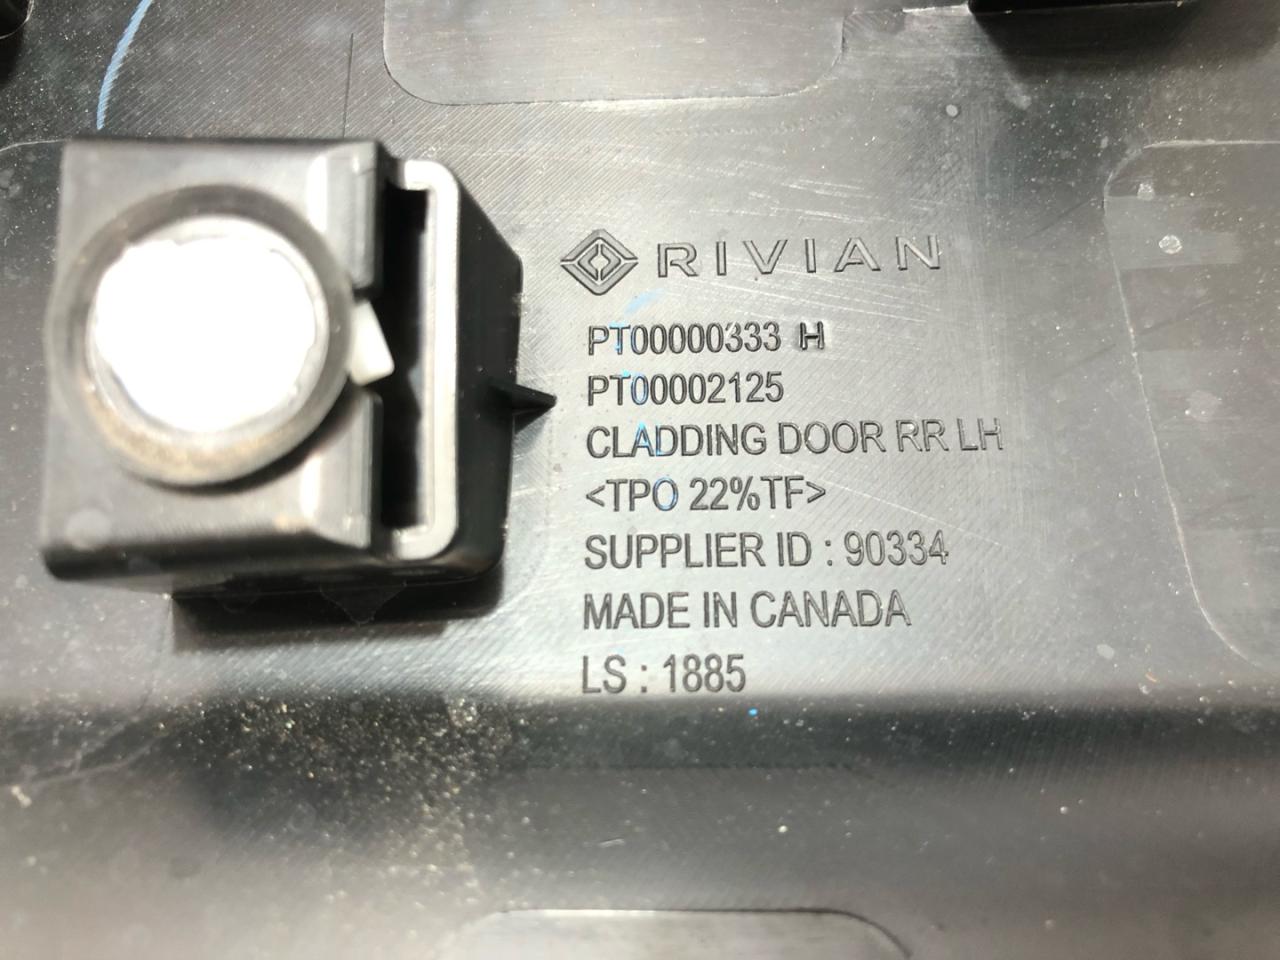 RIVIAN
PT00000333 H
PT00002125
CLADDING DOOR RR LH
<TPO 22%TF>
SUPPLIER ID : 90334
MADE IN CANADA
LS : 1885